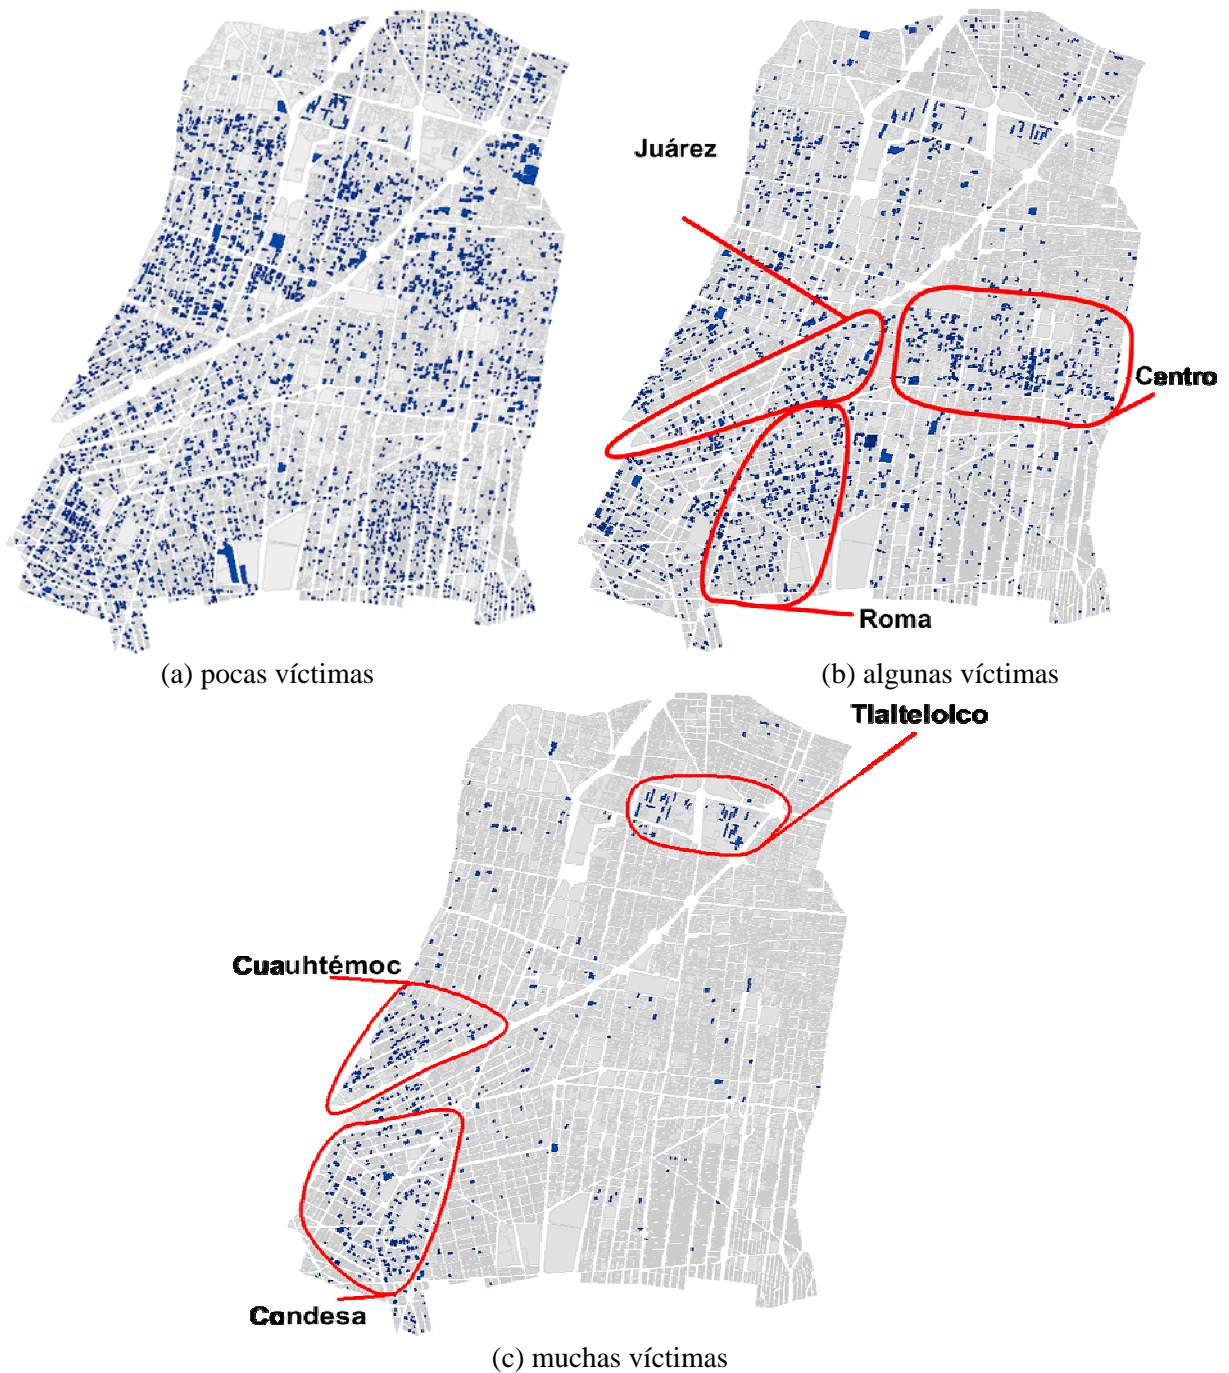 Juárez
Centro
Roma
(a) pocas víctimas
(b) algunas víctimas
Tlaltelolco
Cuauhtémoc
Condesa
(c) muchas víctimas